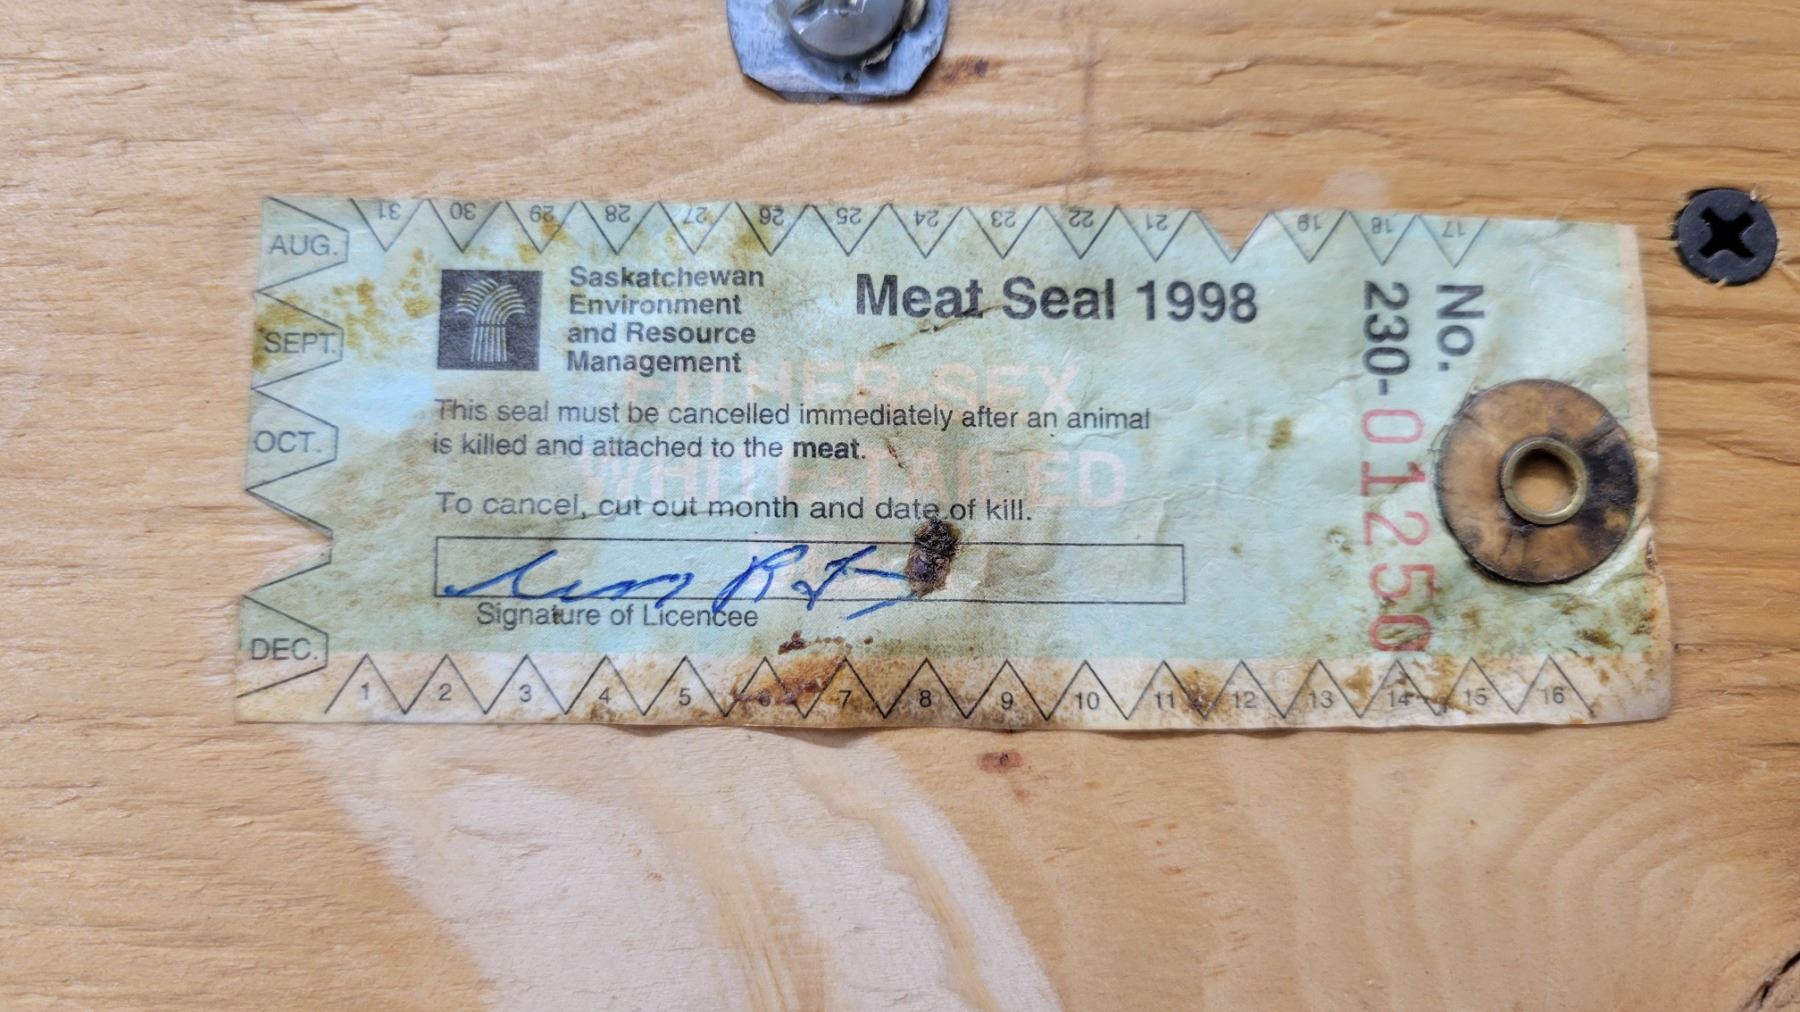 31 30 29 28 27 26 25 24 23 22 21 19 18 17
AUG.
SEPT.
OCT.
DEC.
Saskatchewan
Environment
and Resource
Management
Meat Seal 1998
No.
230-01250
EITHER SEX
WHITE-TAILED
This seal must be cancelled immediately after an animal
is killed and attached to the meat.
To cancel, cut out month and date of kill.
Signature of Licencee
1 2 3 4 5 6 7 8 9 10 11 12 13 14 15 16